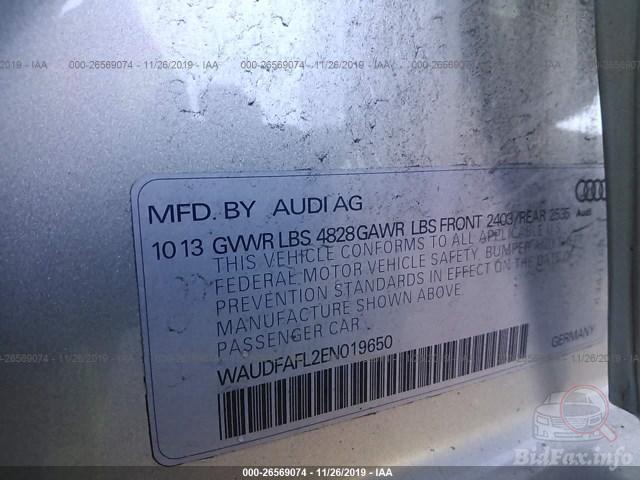 000-26569074 - 11/26/2019 - IAA
MFD. BY AUDI AG
Audi
10 13 GVWR LBS 4828 GAWR LBS FRONT 2403/REAR 2535
THIS VEHICLE CONFORMS TO ALL APPLICABLE U.S.
FEDERAL MOTOR VEHICLE SAFETY, BUMPER AND
PREVENTION STANDARDS IN EFFECT ON THE DATE OF
MANUFACTURE SHOWN ABOVE.
PASSENGER CAR
GERMANY
WAUDFAFL2EN019650
000-26569074 - 11/26/2019 - IAA
BidFax.info